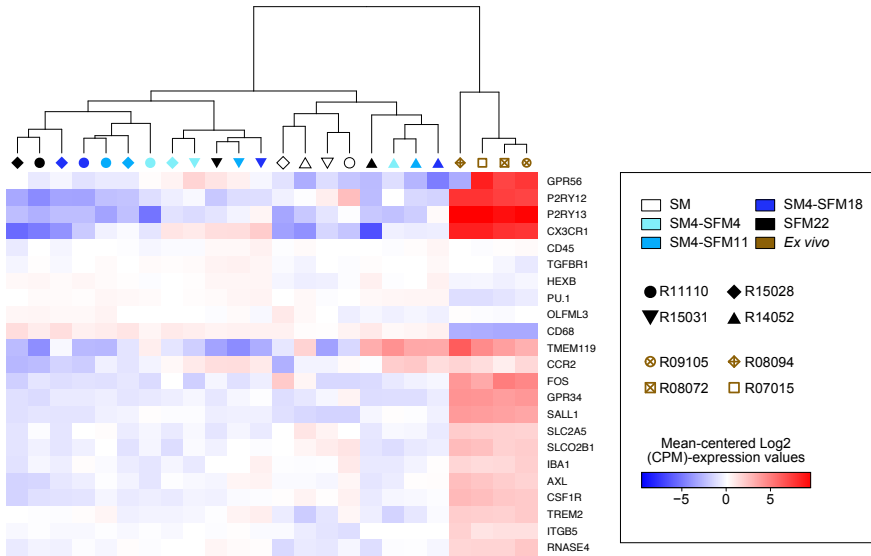 GPR56
P2RY12
P2RY13
CX3CR1
CD45
TGFBR1
HEXB
PU.1
OLFML3
CD68
TMEM119
CCR2
FOS
GPR34
SALL1
SLC2A5
SLCO2B1
IBA1
AXL
CSF1R
TREM2
ITGB5
RNASE4
SM SM4-SFM18
SM4-SFM4 SFM22
SM4-SFM11 Ex vivo
R11110 R15028
R15031 R14052
R09105 R08094
R08072 R07015
Mean-centered Log2
(CPM)-expression values
−5 0 5